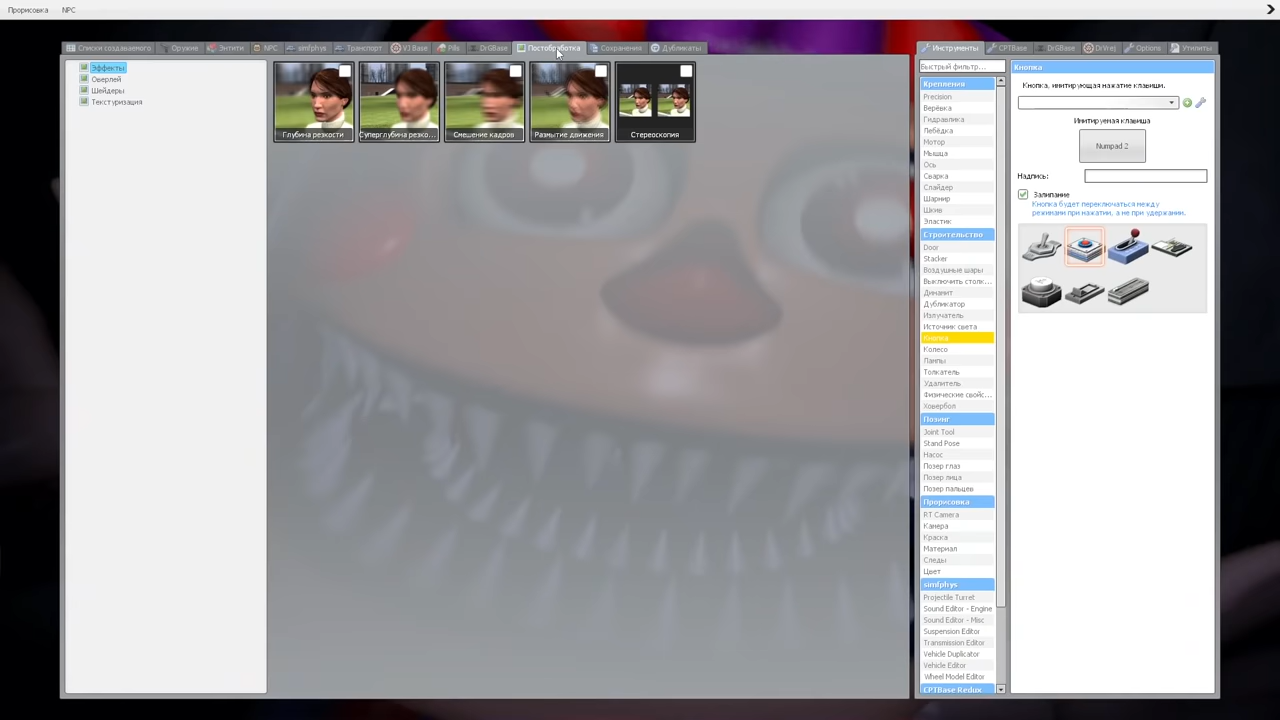 Прорисовка NPC
Списки создаваемого Оружие Энтити NPC simfphys Транспорт VJ Base Pills DrGBase Постобработка Сохранения Дубликаты
Инструменты CPTBase DrGBase DrVrej Options Утилиты
Эффекты
Оверлей
Шейдеры
Текстуризация
Глубина резкости Суперглубина резко... Смешение кадров Размытие движения Стереоскопия
Быстрый фильтр...
Крепления
Precision
Верёвка
Гидравлика
Лебёдка
Мотор
Мышца
Ось
Сварка
Слайдер
Шарнир
Шкив
Эластик
Строительство
Door
Stacker
Воздушные шары
Выключить столк...
Динамит
Дубликатор
Излучатель
Источник света
Кнопка
Колесо
Лампы
Толкатель
Удалитель
Физические свойс...
Ховербол
Позинг
Joint Tool
Stand Pose
Насос
Позер глаз
Позер лица
Позер пальцев
Прорисовка
RT Camera
Камера
Краска
Материал
Следы
Цвет
simfphys
Projectile Turret
Sound Editor - Engine
Sound Editor - Misc
Suspension Editor
Transmission Editor
Vehicle Duplicator
Vehicle Editor
Wheel Model Editor
CPTBase Redux
Кнопка
Кнопка, имитирующая нажатие клавиши.
Имитируемая клавиша
Numpad 2
Надпись:
Залипание
Кнопка будет переключаться между
режимами при нажатии, а не при удержании.